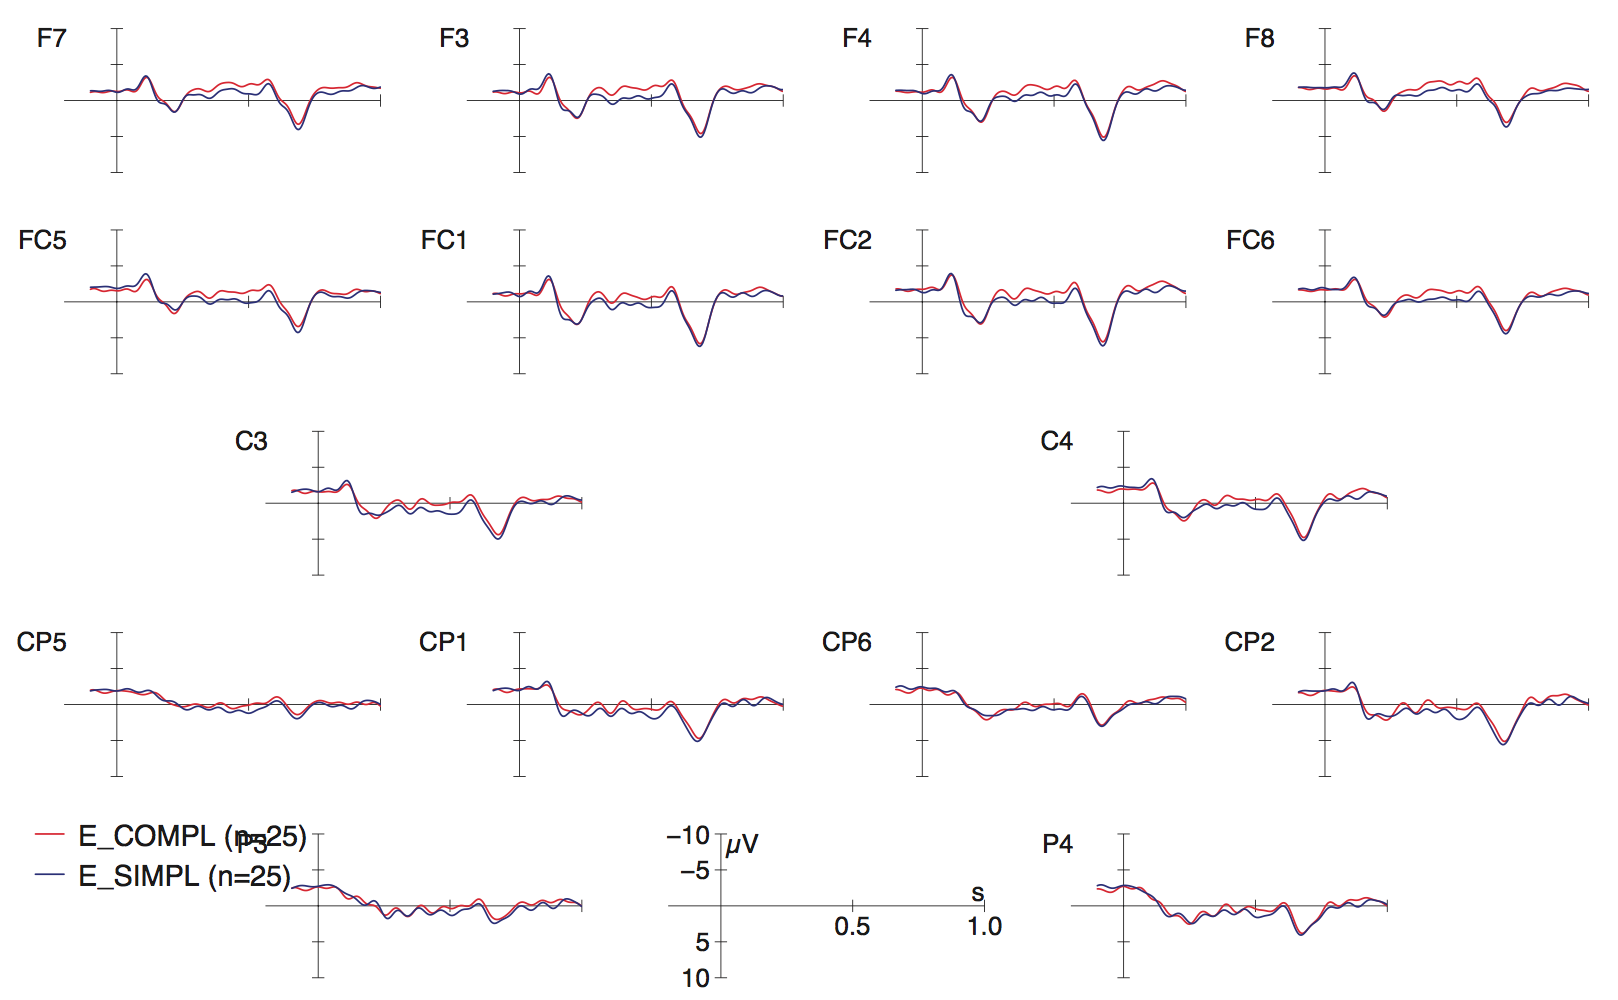 F7 F3 F4 F8
FC5 FC1 FC2 FC6
C3 C4
CP5 CP1 CP6 CP2
E_COMPL (n=25)
P3
−10 µV
P4
E_SIMPL (n=25)
−5
s
0.5 1.0
5
10